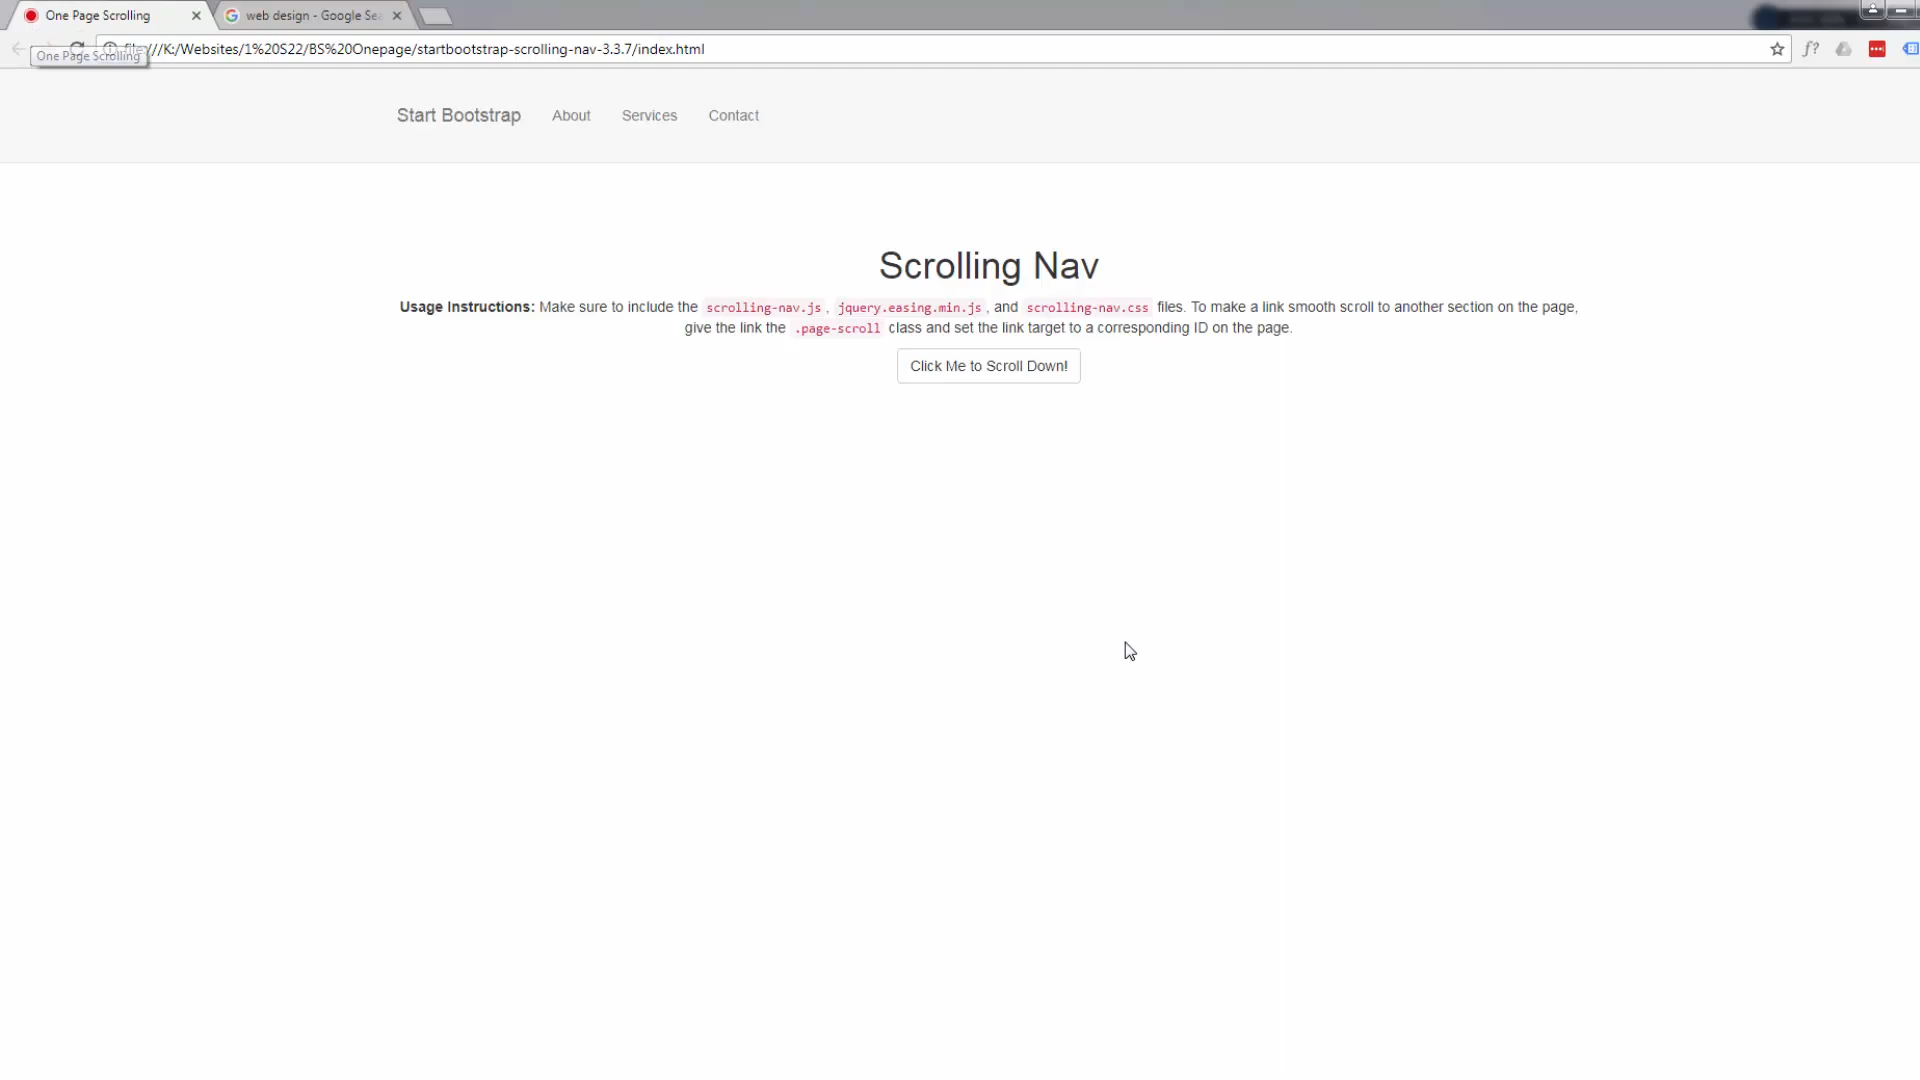 One Page Scrolling
web design - Google Sea
///K:/Websites/1%20S22/BS%20Onepage/startbootstrap-scrolling-nav-3.3.7/index.html
f?
One Page Scrolling
Start Bootstrap About Services Contact
Scrolling Nav
Usage Instructions: Make sure to include the scrolling-nav.js, jquery.easing.min.js, and scrolling-nav.css files. To make a link smooth scroll to another section on the page,
give the link the .page-scroll class and set the link target to a corresponding ID on the page.
Click Me to Scroll Down!